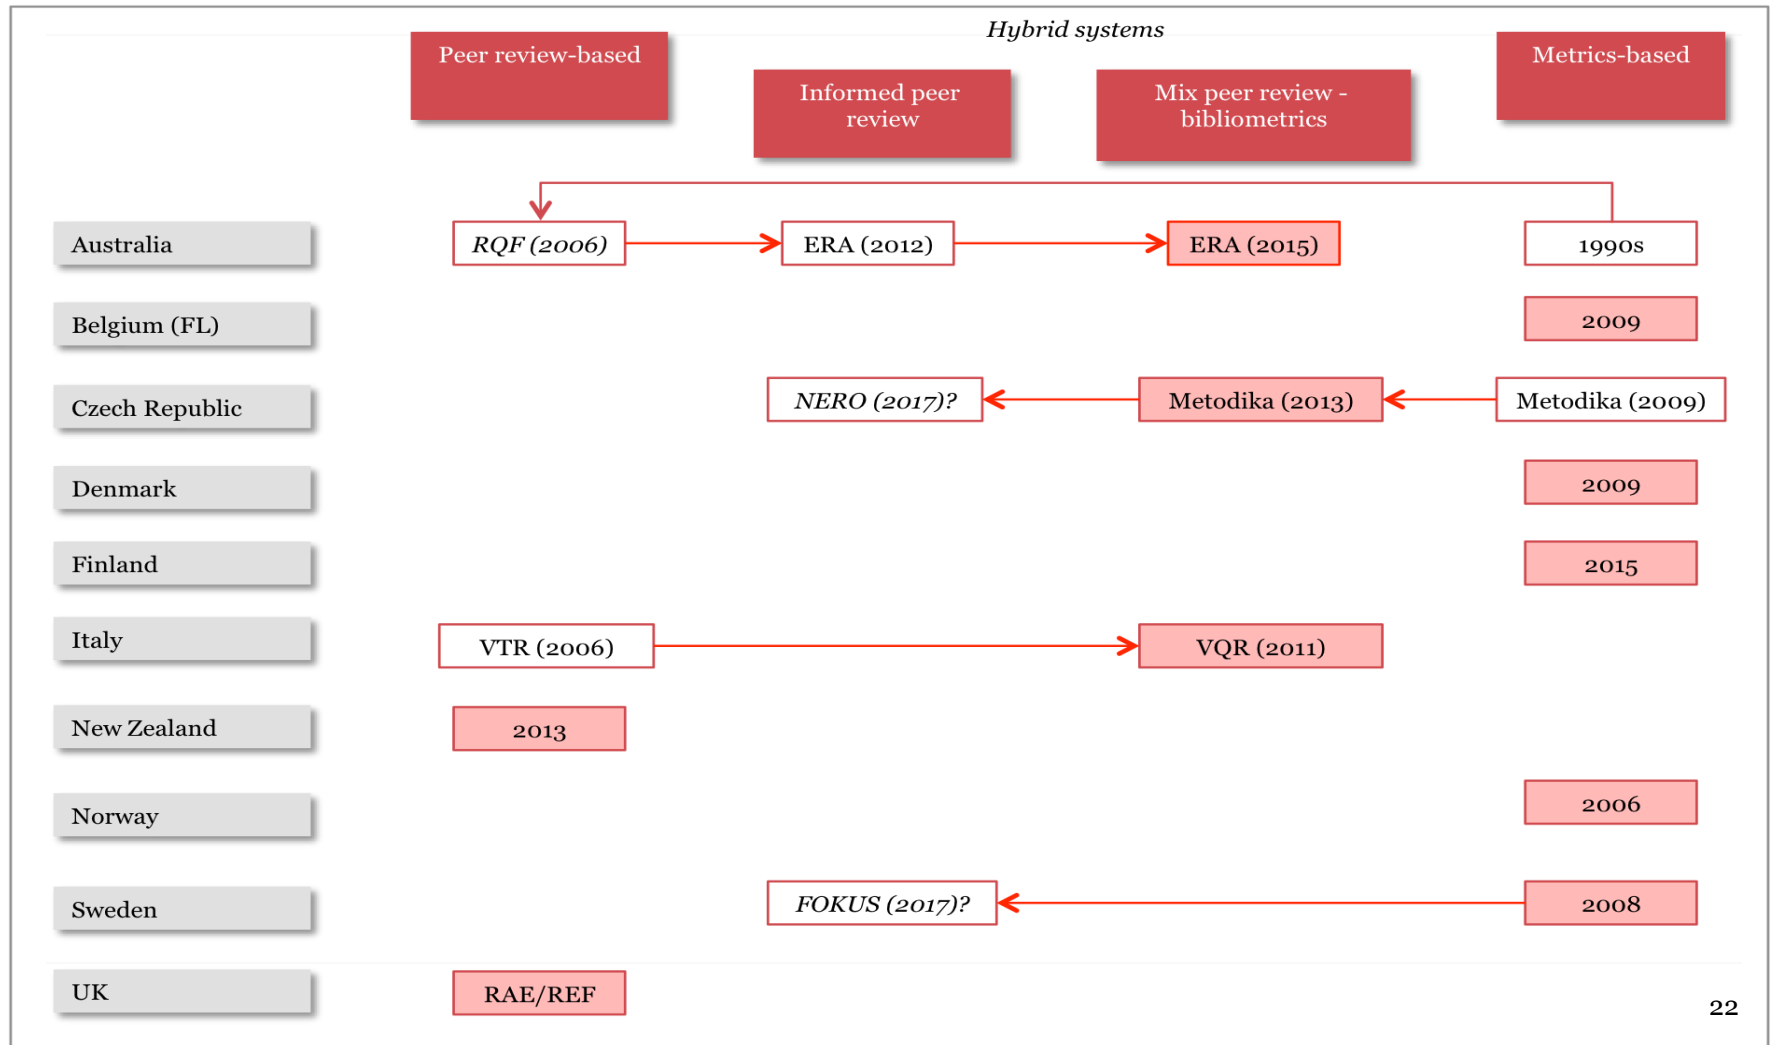 Hybrid systems
Peer review-based
Metrics-based
Informed peer
review
Mix peer review -
bibliometrics
Australia
RQF (2006)
ERA (2012)
ERA (2015)
1990s
Belgium (FL)
2009
Czech Republic
NERO (2017)?
Metodika (2013)
Metodika (2009)
Denmark
2009
Finland
2015
Italy
VTR (2006)
VQR (2011)
New Zealand
2013
Norway
2006
Sweden
FOKUS (2017)?
2008
UK
RAE/REF
22